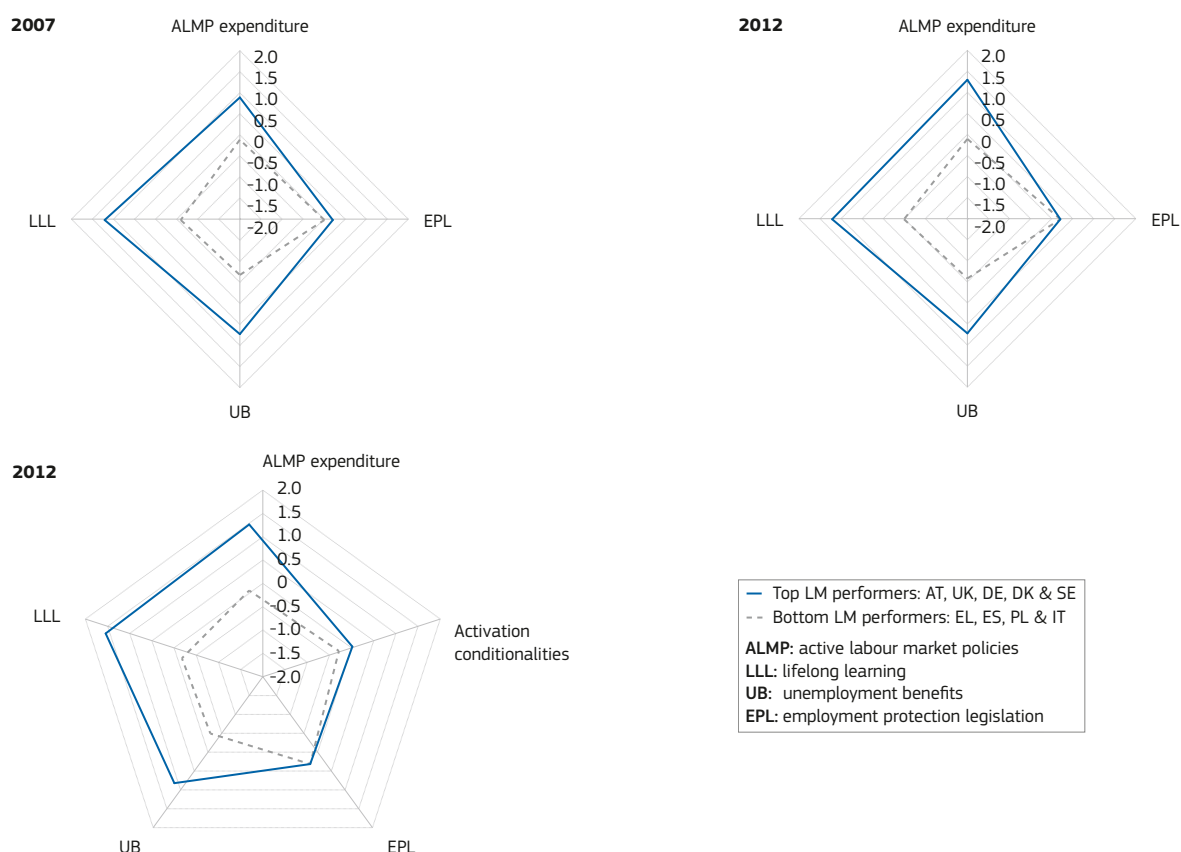 2007
ALMP expenditure
2.0
1.5
1.0
0.5
0
-0.5
-1.0
-1.5
-2.0
LLL
EPL
UB
2012
ALMP expenditure
2.0
1.5
1.0
0.5
0
-0.5
-1.0
-1.5
-2.0
LLL
EPL
UB
2012
ALMP expenditure
2.0
1.5
1.0
0.5
0
-0.5
-1.0
-1.5
-2.0
LLL
Activation
conditionalities
UB
EPL
Top LM performers: AT, UK, DE, DK & SE
Bottom LM performers: EL, ES, PL & IT
ALMP: active labour market policies
LLL: lifelong learning
UB: unemployment benefits
EPL: employment protection legislation